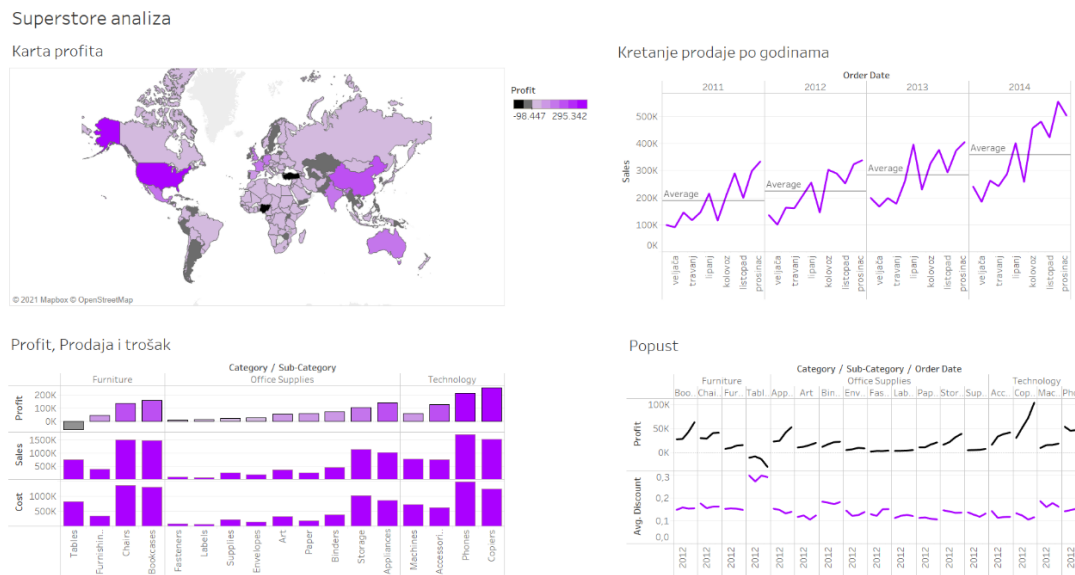 Superstore analiza
Karta profita
Profit
-98.447 295.342
© 2021 Mapbox © OpenStreetMap
Kretanje prodaje po godinama
Order Date
2011 2012 2013 2014
Sales
500K
400K
300K
200K
100K
0K
Average
Average
Average
Average
veljača travanj lipanj kolovoz listopad prosinac veljača travanj lipanj kolovoz listopad prosinac veljača travanj lipanj kolovoz listopad prosinac veljača travanj lipanj kolovoz listopad prosinac
Profit, Prodaja i trošak
Category / Sub-Category
Furniture Office Supplies Technology
Profit
200K
100K
0K
Sales
1500K
1000K
500K
Cost
1000K
500K
Tables Furnishin.. Chairs Bookcases Fasteners Labels Supplies Envelopes Art Paper Binders Storage Appliances Machines Accessori.. Phones Copiers
Popust
Category / Sub-Category / Order Date
Furniture Office Supplies Technology
Boo.. Chai.. Fur.. Tabl.. App.. Art Bin.. Env.. Fas.. Lab.. Pap.. Stor.. Sup.. Acc.. Cop.. Mac.. Pho
Profit
100K
50K
0K
Avg. Discount
0,3
0,1
0,0
2012 2012 2012 2012 2012 2012 2012 2012 2012 2012 2012 2012 2012 2012 2012 2012 2012